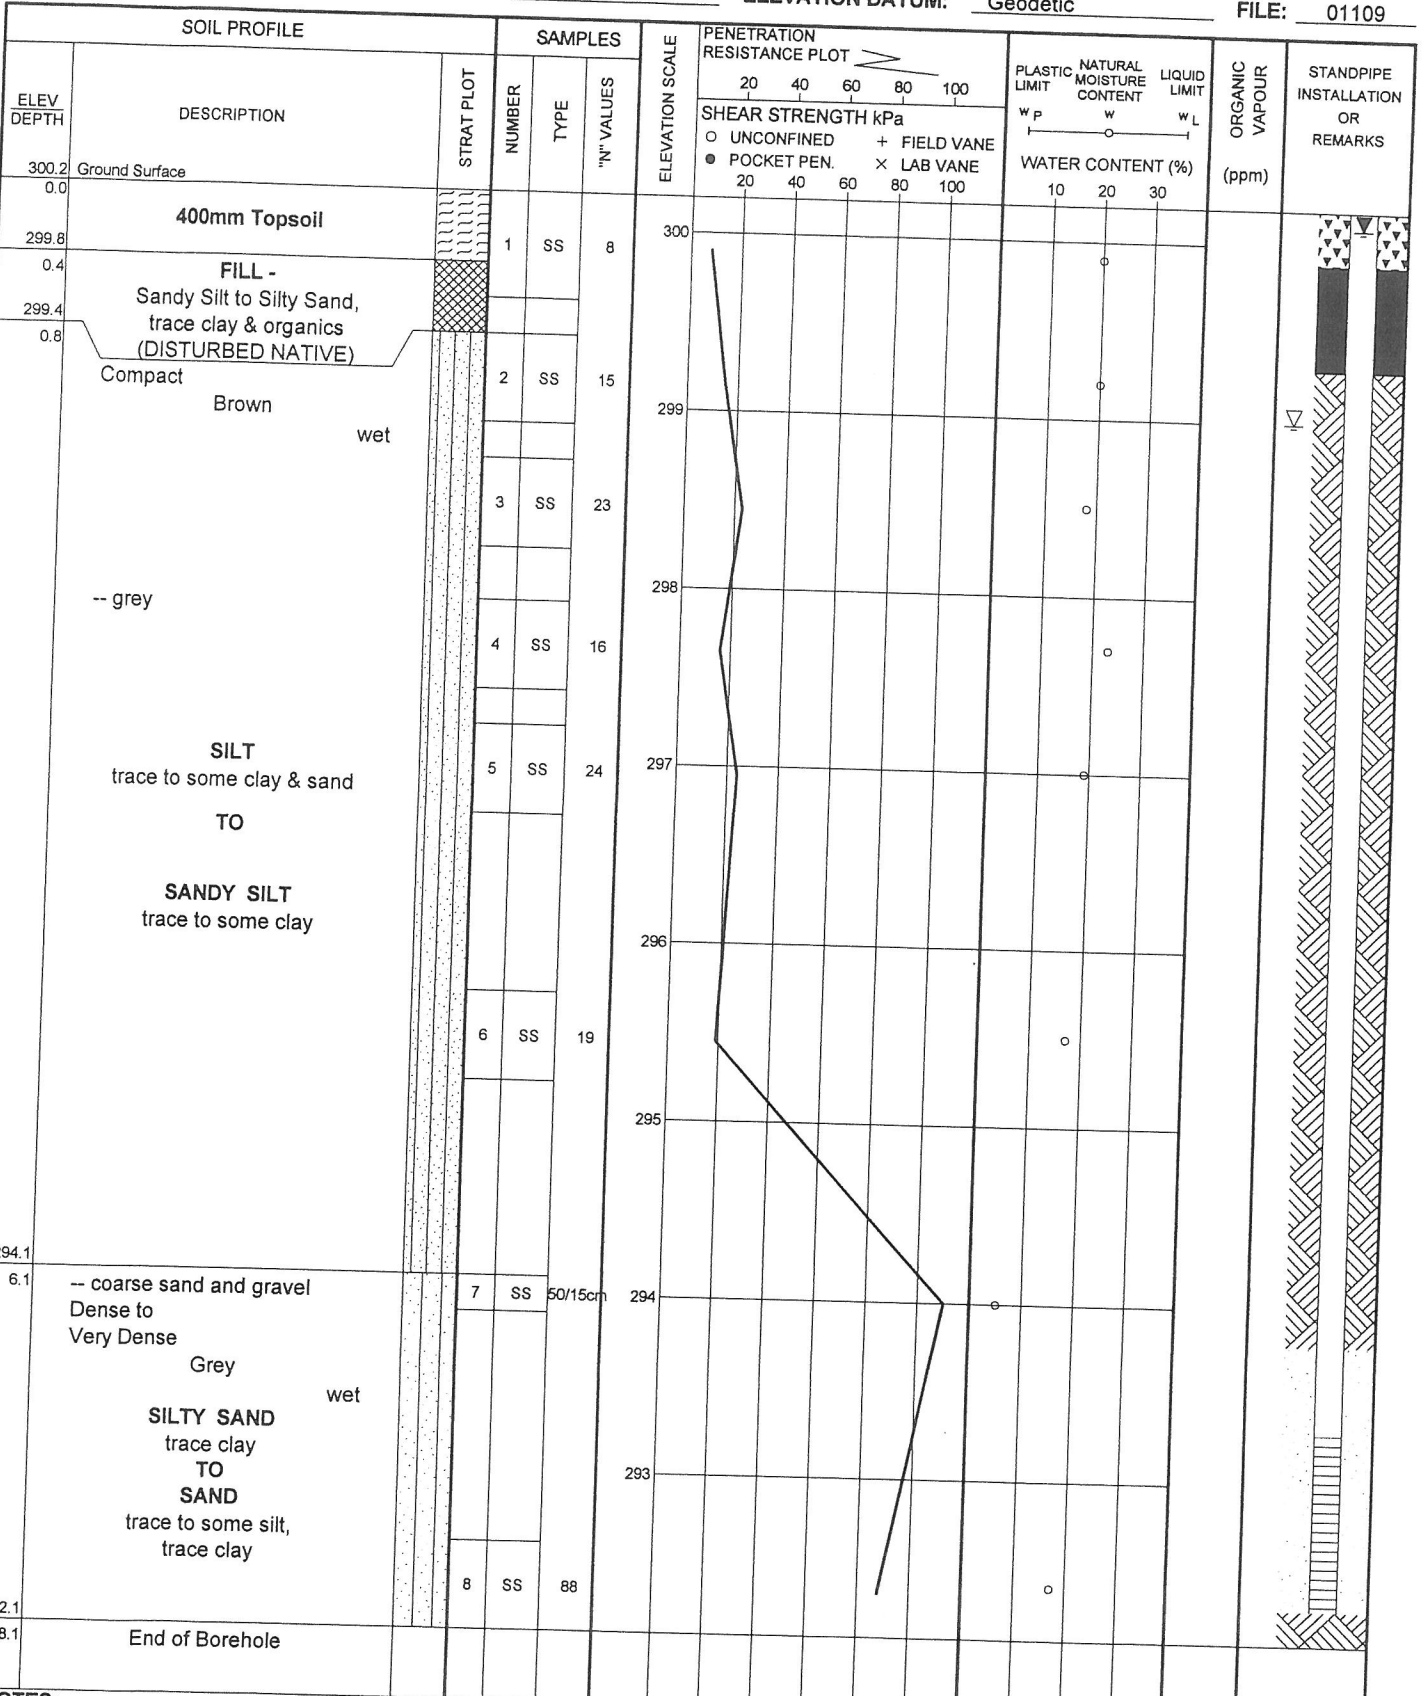 ELEVATION DATUM: Geodetic FILE: 01109
SOIL PROFILE
SAMPLES
ELEV
DEPTH
DESCRIPTION
STRAT PLOT
NUMBER
TYPE
"N" VALUES
ELEVATION SCALE
PENETRATION
RESISTANCE PLOT
20 40 60 80 100
SHEAR STRENGTH kPa
○ UNCONFINED + FIELD VANE
● POCKET PEN. × LAB VANE
20 40 60 80 100
PLASTIC LIMIT
NATURAL MOISTURE CONTENT
LIQUID LIMIT
W P W W L
WATER CONTENT (%)
10 20 30
ORGANIC VAPOUR
(ppm)
STANDPIPE
INSTALLATION
OR
REMARKS
300.2 Ground Surface
0.0
400mm Topsoil
299.8
0.4
1 SS 8
300
FILL -
Sandy Silt to Silty Sand,
trace clay & organics
(DISTURBED NATIVE)
299.4
0.8
Compact
Brown
wet
2 SS 15
299
3 SS 23
298
-- grey
4 SS 16
SILT
trace to some clay & sand
TO
5 SS 24
297
SANDY SILT
trace to some clay
296
6 SS 19
295
94.1
6.1
-- coarse sand and gravel
Dense to
Very Dense
Grey
wet
7 SS 50/15cm
294
SILTY SAND
trace clay
TO
SAND
trace to some silt,
trace clay
293
8 SS 88
2.1
8.1
End of Borehole